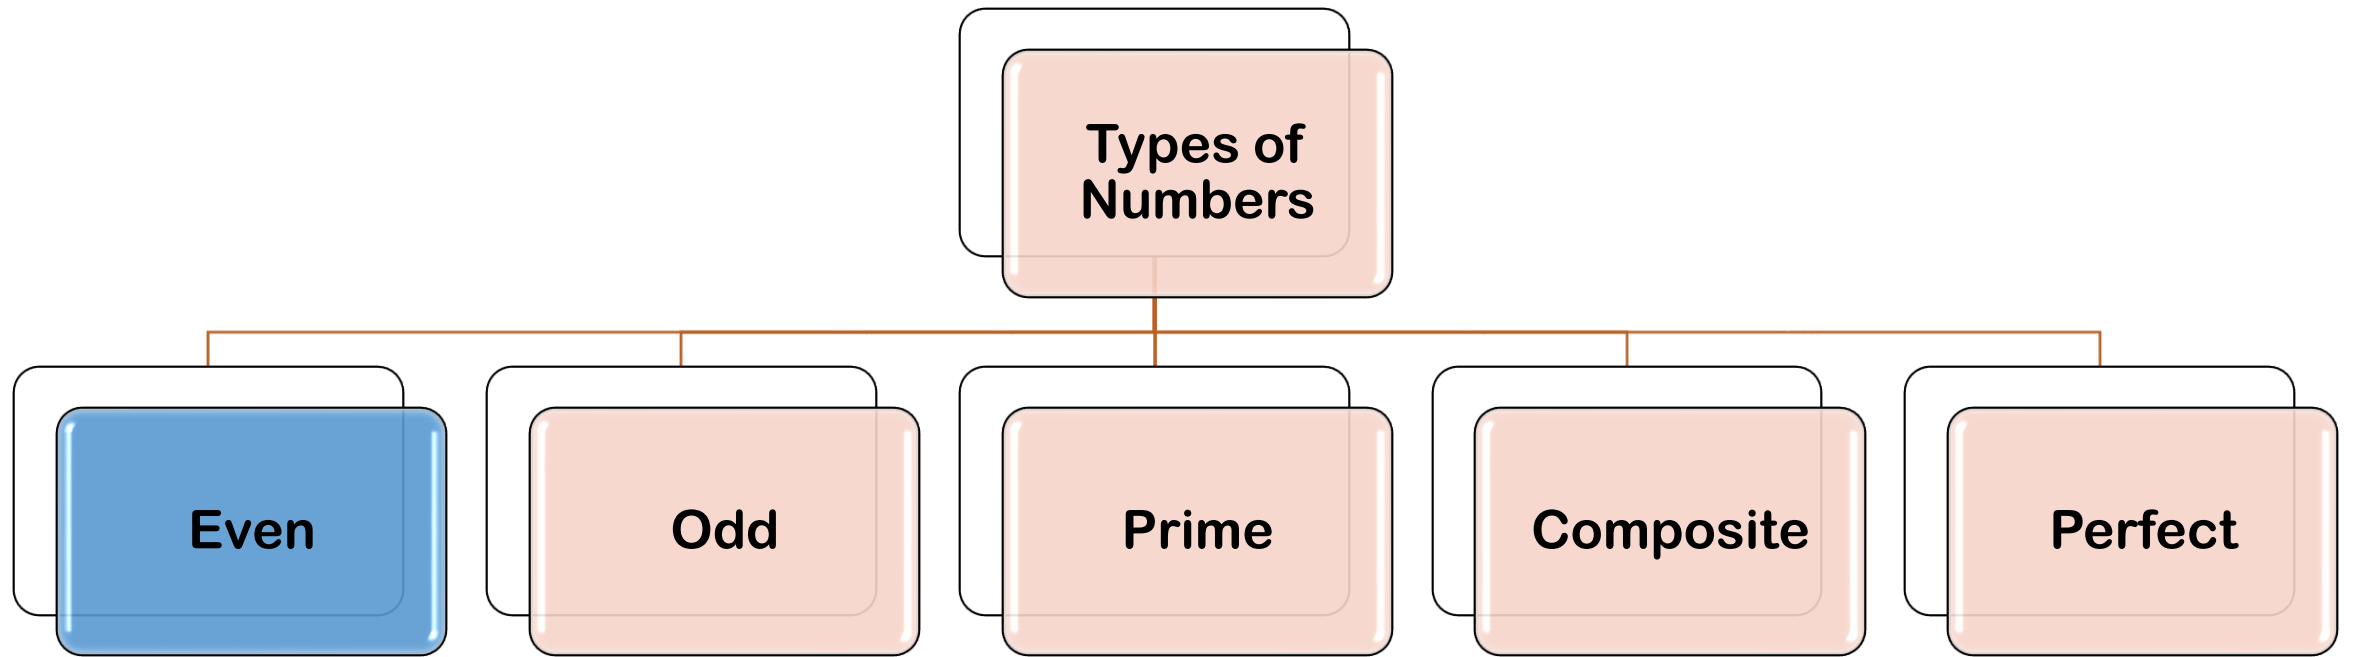 Types of
Numbers
Even
Odd
Prime
Composite
Perfect